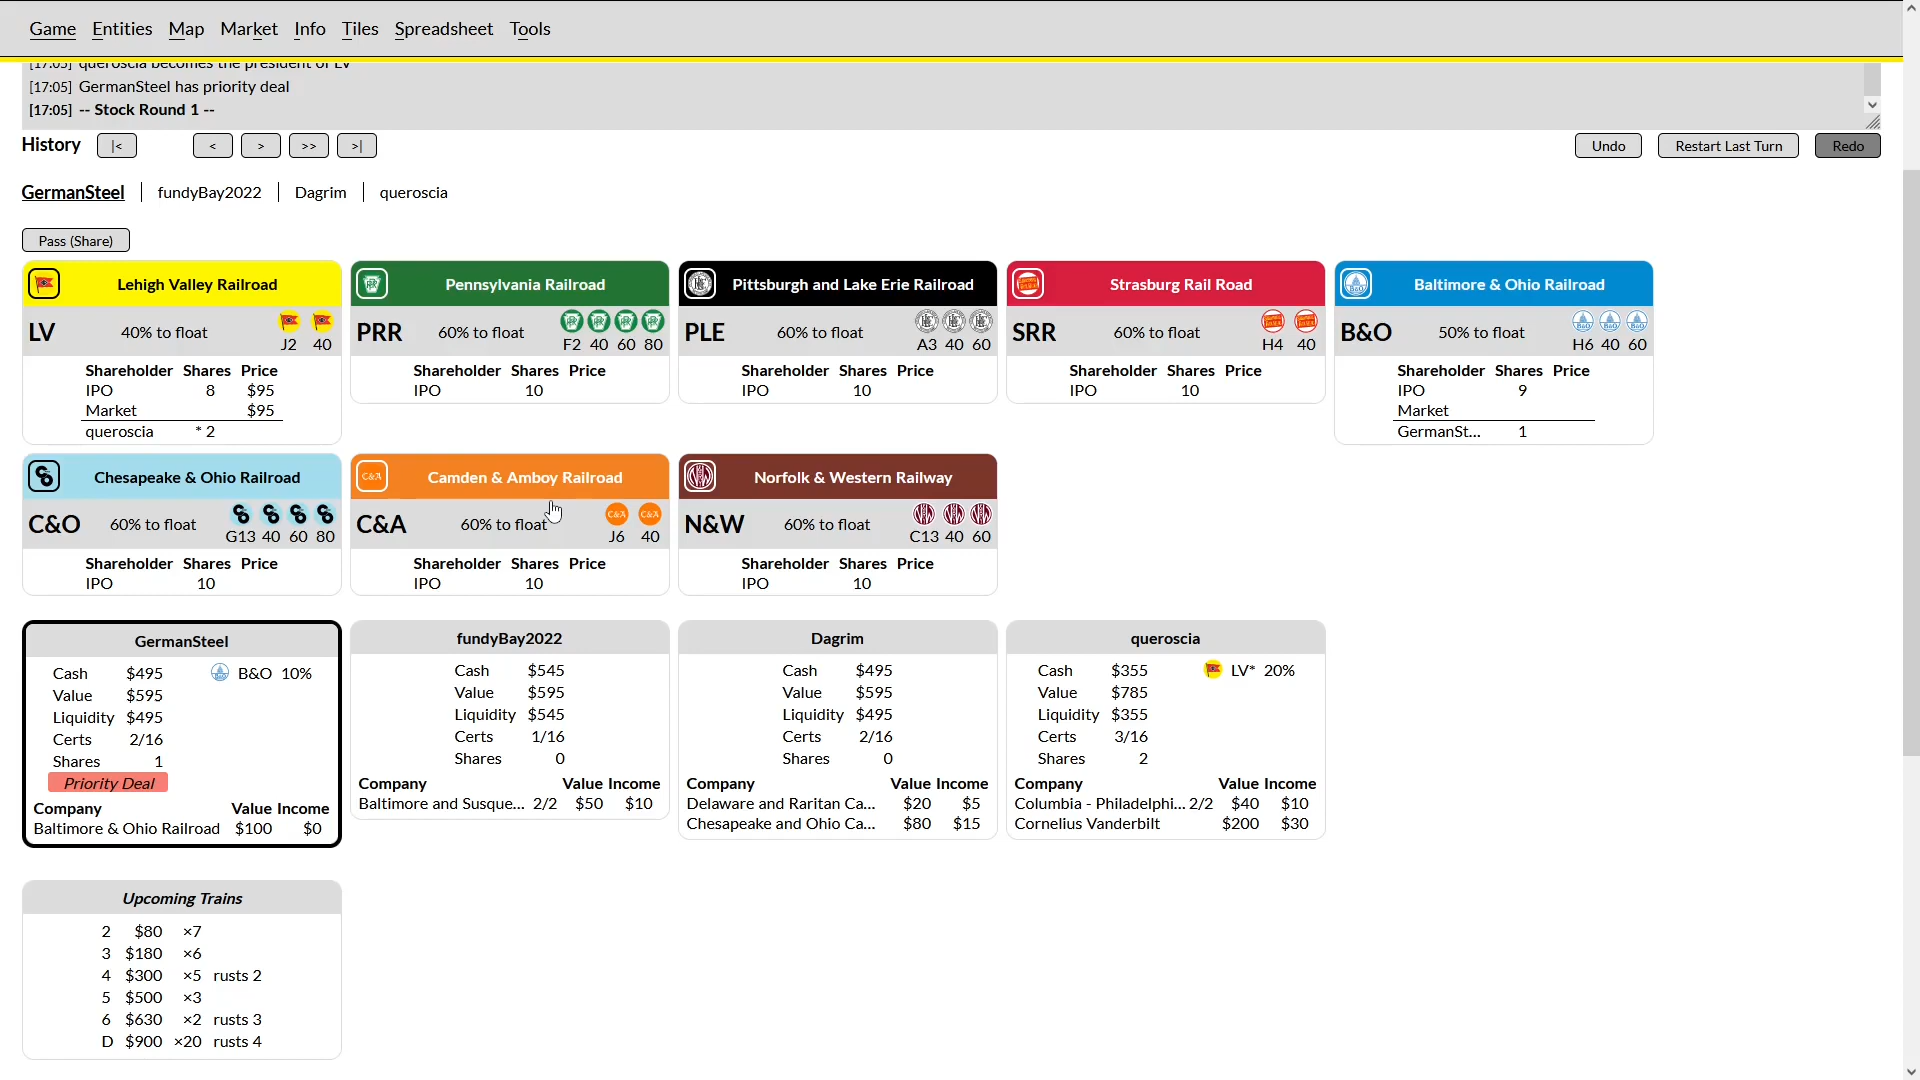 Game Entities Map Market Info Tiles Spreadsheet Tools
[17:05] queroscia becomes the president of LV
[17:05] GermanSteel has priority deal
[17:05] -- Stock Round 1 --
History |< < > >> >| Undo Restart Last Turn Redo
GermanSteel fundyBay2022 Dagrim queroscia
Pass (Share)
Lehigh Valley Railroad
LV 40% to float J2 40
Shareholder Shares Price
IPO 8 $95
Market $95
queroscia * 2
Pennsylvania Railroad
PRR 60% to float F2 40 60 80
Shareholder Shares Price
IPO 10
Pittsburgh and Lake Erie Railroad
PLE 60% to float A3 40 60
Shareholder Shares Price
IPO 10
Strasburg Rail Road
SRR 60% to float H4 40
Shareholder Shares Price
IPO 10
Baltimore & Ohio Railroad
B&O 50% to float H6 40 60
Shareholder Shares Price
IPO 9
Market
GermanSt... 1
Chesapeake & Ohio Railroad
C&O 60% to float G13 40 60 80
Shareholder Shares Price
IPO 10
C&A Camden & Amboy Railroad
C&A 60% to float C&A C&A
J6 40
Shareholder Shares Price
IPO 10
Norfolk & Western Railway
N&W 60% to float C13 40 60
Shareholder Shares Price
IPO 10
GermanSteel
Cash $495 B&O 10%
Value $595
Liquidity $495
Certs 2/16
Shares 1
Priority Deal
Company Value Income
Baltimore & Ohio Railroad $100 $0
fundyBay2022
Cash $545
Value $595
Liquidity $545
Certs 1/16
Shares 0
Company Value Income
Baltimore and Susque... 2/2 $50 $10
Dagrim
Cash $495
Value $595
Liquidity $495
Certs 2/16
Shares 0
Company Value Income
Delaware and Raritan Ca... $20 $5
Chesapeake and Ohio Ca... $80 $15
queroscia
Cash $355 LV* 20%
Value $785
Liquidity $355
Certs 3/16
Shares 2
Company Value Income
Columbia - Philadelphi... 2/2 $40 $10
Cornelius Vanderbilt $200 $30
Upcoming Trains
2 $80 ×7
3 $180 ×6
4 $300 ×5 rusts 2
5 $500 ×3
6 $630 ×2 rusts 3
D $900 ×20 rusts 4